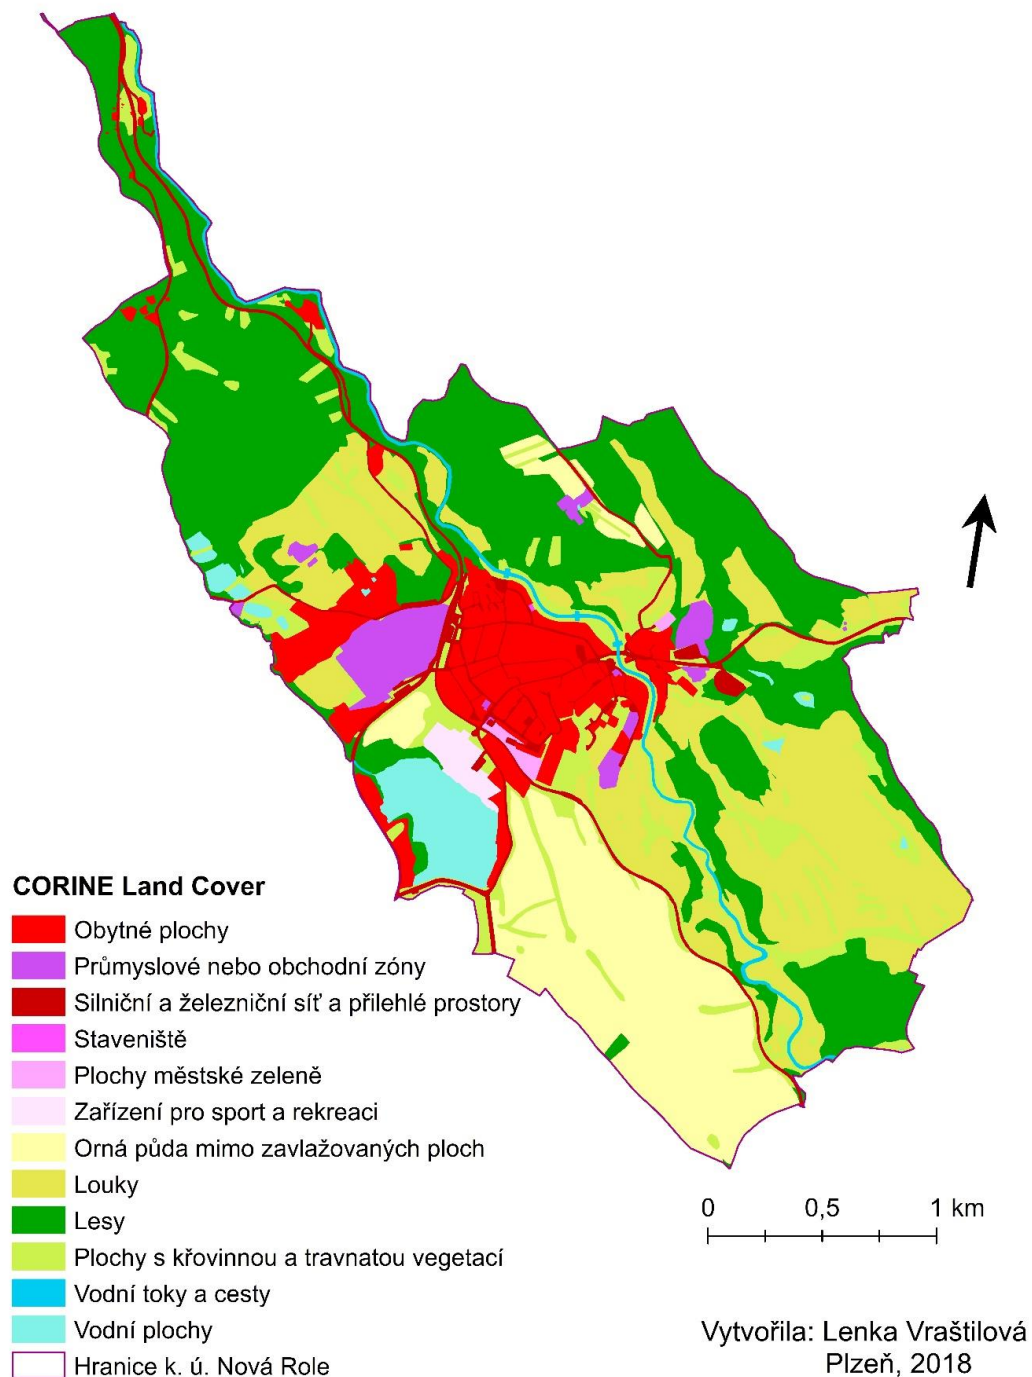 CORINE Land Cover
Obytné plochy
Průmyslové nebo obchodní zóny
Silniční a železniční síť a přilehlé prostory
Staveniště
Plochy městské zeleně
Zařízení pro sport a rekreaci
Orná půda mimo zavlažovaných ploch
Louky
Lesy
Plochy s křovinnou a travnatou vegetací
Vodní toky a cesty
Vodní plochy
Hranice k. ú. Nová Role
0 0,5 1 km
Vytvořila: Lenka Vraštilová
Plzeň, 2018